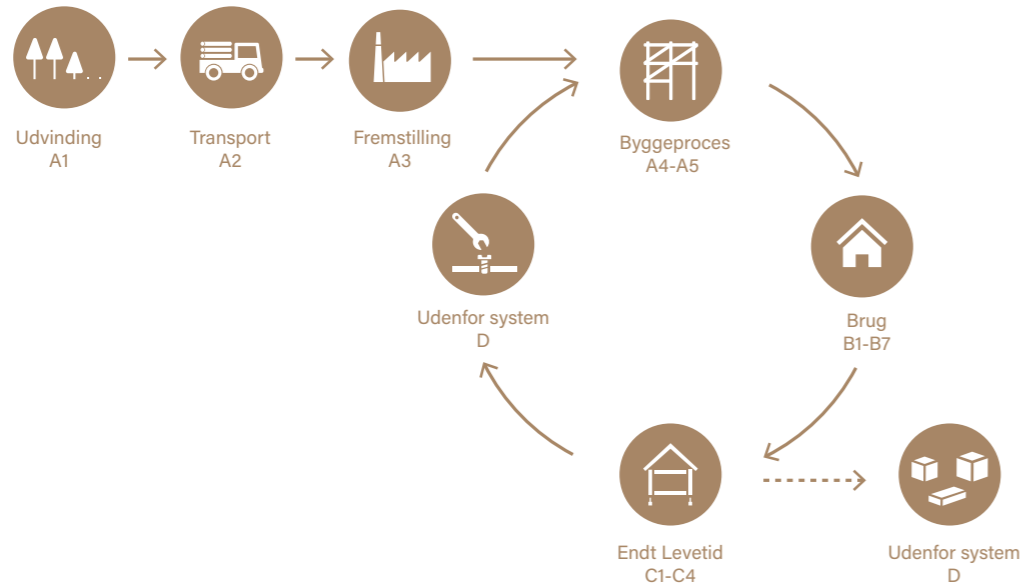 Udvinding
A1
Transport
A2
Fremstilling
A3
Byggeproces
A4-A5
Udenfor system
D
Brug
B1-B7
Endt Levetid
C1-C4
Udenfor system
D